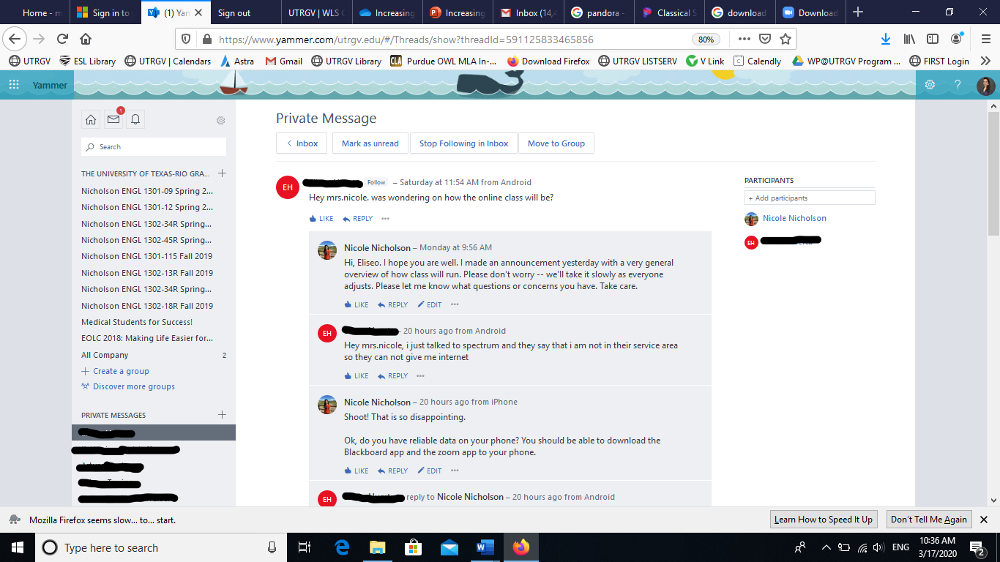 Home - m
Sign in to
(1) Yan
Sign out
UTRGV | WLS
Increasing
Increasing
Inbox (14,
pandora -
Classical S
download
Download
https://www.yammer.com/utrgv.edu/#/Threads/show?threadId=591125833465856
80%
UTRGV
ESL Library
UTRGV | Calendars
Astra
Gmail
UTRGV Library
CLA
Purdue OWL MLA In-...
Download Firefox
UTRGV LISTSERV
V Link
Calendly
WP@UTRGV Program ...
FIRST Login
Yammer
1
Search
THE UNIVERSITY OF TEXAS-RIO GRA...
Nicholson ENGL 1301-09 Spring 2...
Nicholson ENGL 1301-12 Spring 2...
Nicholson ENGL 1302-34R Spring...
Nicholson ENGL 1302-45R Spring...
Nicholson ENGL 1301-115 Fall 2019
Nicholson ENGL 1302-13R Fall 2019
Nicholson ENGL 1302-34R Spring...
Nicholson ENGL 1302-18R Fall 2019
Medical Students for Success!
EOLC 2018: Making Life Easier for...
All Company 2
Create a group
Discover more groups
PRIVATE MESSAGES
Private Message
Inbox
Mark as unread
Stop Following in Inbox
Move to Group
EH
Follow – Saturday at 11:54 AM from Android
Hey mrs.nicole. was wondering on how the online class will be?
LIKE REPLY
Nicole Nicholson – Monday at 9:56 AM
Hi, Eliseo. I hope you are well. I made an announcement yesterday with a very general
overview of how class will run. Please don't worry -- we'll take it slowly as everyone
adjusts. Please let me know what questions or concerns you have. Take care.
LIKE REPLY EDIT
EH
- 20 hours ago from Android
Hey mrs.nicole, i just talked to spectrum and they say that i am not in their service area
so they can not give me internet
LIKE REPLY
Nicole Nicholson – 20 hours ago from iPhone
Shoot! That is so disappointing.
Ok, do you have reliable data on your phone? You should be able to download the
Blackboard app and the zoom app to your phone.
LIKE REPLY EDIT
EH
reply to Nicole Nicholson – 20 hours ago from Android
PARTICIPANTS
+ Add participants
Nicole Nicholson
EH
Mozilla Firefox seems slow... to... start.
Learn How to Speed It Up
Don't Tell Me Again
Type here to search
ENG
10:36 AM
3/17/2020
2